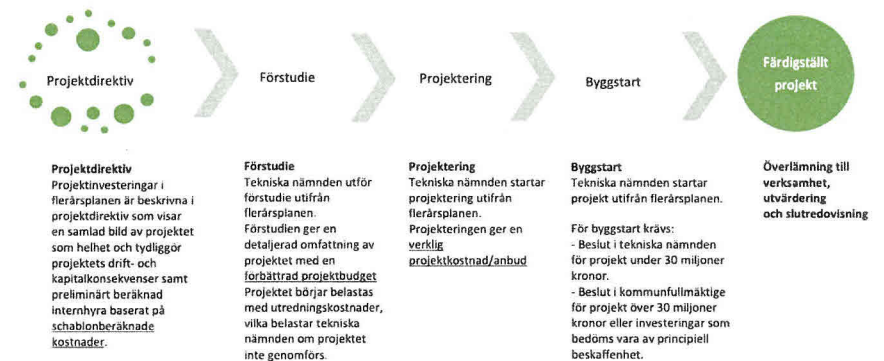 Projektdirektiv
Förstudie
Projektering
Byggstart
Färdigställt
projekt
Projektdirektiv
Projektinvesteringar i
flerårsplanen är beskrivna i
projektdirektiv som visar
en samlad bild av projektet
som helhet och tydliggör
projektets drift- och
kapitalkonsekvenser samt
preliminärt beräknad
internhyra baserat på
schablonberäknade
kostnader.
Förstudie
Tekniska nämnden utför
förstudie utifrån
flerårsplanen.
Förstudien ger en
detaljerad omfattning av
projektet med en
förbättrad projektbudget
Projektet börjar belastas
med utredningskostnader,
vilka belastar tekniska
nämnden om projektet
inte genomförs.
Projektering
Tekniska nämnden startar
projektering utifrån
flerårsplanen.
Projekteringen ger en
verklig
projektkostnad/anbud
Byggstart
Tekniska nämnden startar
projekt utifrån flerårsplanen.
För byggstart krävs:
- Beslut i tekniska nämnden
för projekt under 30 miljoner
kronor.
- Beslut i kommunfullmäktige
för projekt över 30 miljoner
kronor eller investeringar som
bedöms vara av principiell
beskaffenhet.
Överlämning till
verksamhet,
utvärdering
och slutredovisning